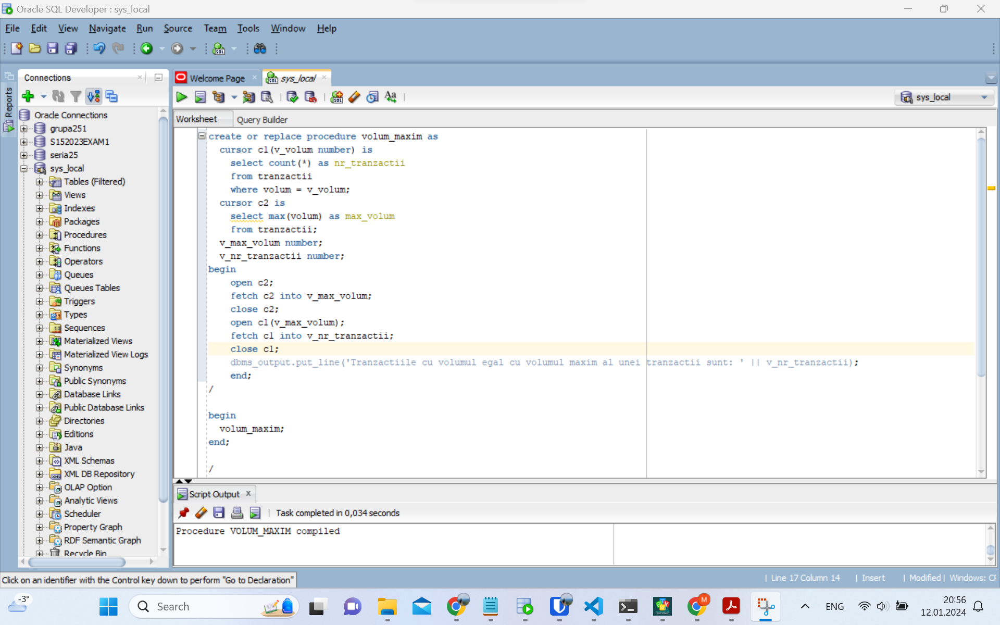 Oracle SQL Developer : sys_local
File Edit View Navigate Run Source Team Tools Window Help
SQL
Reports
Connections
Oracle Connections
grupa251
S152023EXAM1
seria25
sys_local
Tables (Filtered)
Views
Indexes
Packages
Procedures
Functions
Operators
Queues
Queues Tables
Triggers
Types
Sequences
Materialized Views
Materialized View Logs
Synonyms
Public Synonyms
Database Links
Public Database Links
Directories
Editions
Java
XML Schemas
XML DB Repository
OLAP Option
Analytic Views
Scheduler
Property Graph
RDF Semantic Graph
Recycle Bin
Welcome Page sys_local
sys_local
Worksheet Query Builder
create or replace procedure volum_maxim as
cursor c1(v_volum number) is
select count(*) as nr_tranzactii
from tranzactii
where volum = v_volum;
cursor c2 is
select max(volum) as max_volum
from tranzactii;
v_max_volum number;
v_nr_tranzactii number;
begin
open c2;
fetch c2 into v_max_volum;
close c2;
open c1(v_max_volum);
fetch c1 into v_nr_tranzactii;
close c1;
dbms_output.put_line('Tranzactiile cu volumul egal cu volumul maxim al unei tranzactii sunt: ' || v_nr_tranzactii);
end;
/
begin
volum_maxim;
end;
/
Script Output
Task completed in 0,034 seconds
Procedure VOLUM_MAXIM compiled
Click on an identifier with the Control key down to perform "Go to Declaration"
| Line 17 Column 14 | Insert | Modified | Windows: CR
-3°
Search
M
ENG
20:56
12.01.2024